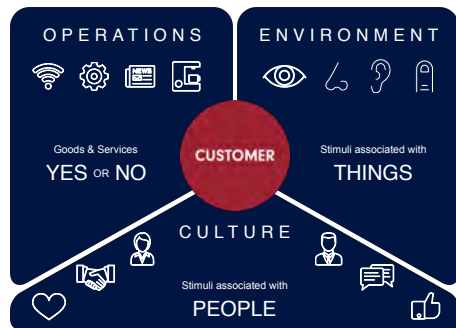 OPERATIONS
NEWS
Goods & Services
YES OR NO
ENVIRONMENT
Stimuli associated with
THINGS
CUSTOMER
CULTURE
Stimuli associated with
PEOPLE